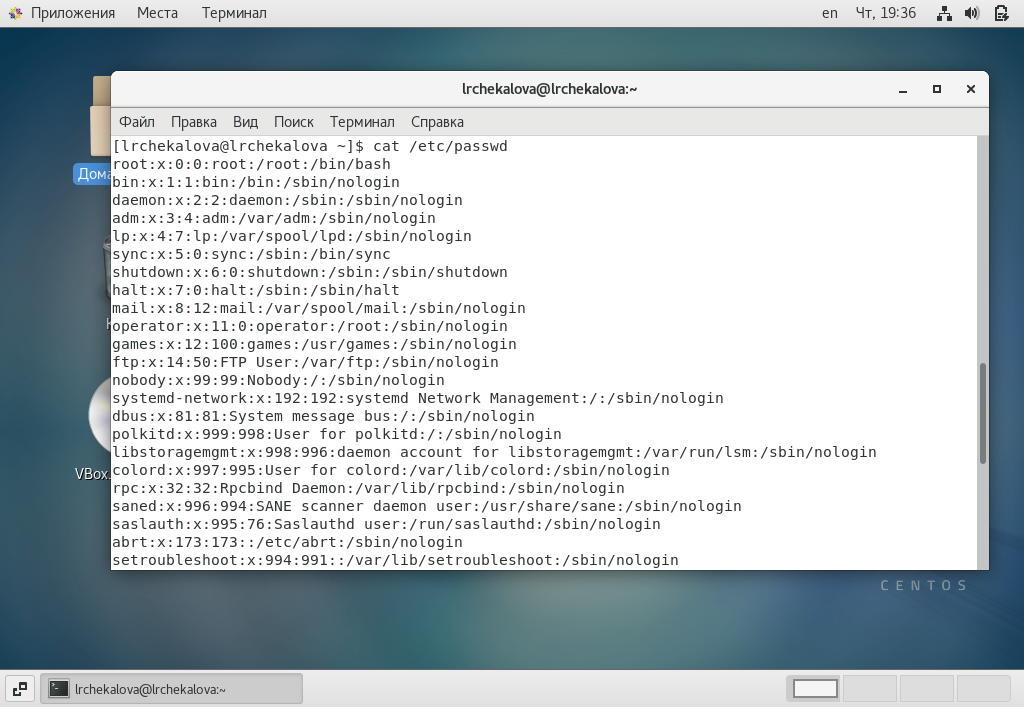 Приложения Места Терминал en Чт, 19:36
lrchekalova@lrchekalova:~
Файл Правка Вид Поиск Терминал Справка
[lrchekalova@lrchekalova ~]$ cat /etc/passwd
root:x:0:0:root:/root:/bin/bash
bin:x:1:1:bin:/bin:/sbin/nologin
daemon:x:2:2:daemon:/sbin:/sbin/nologin
adm:x:3:4:adm:/var/adm:/sbin/nologin
lp:x:4:7:lp:/var/spool/lpd:/sbin/nologin
sync:x:5:0:sync:/sbin:/bin/sync
shutdown:x:6:0:shutdown:/sbin:/sbin/shutdown
halt:x:7:0:halt:/sbin:/sbin/halt
mail:x:8:12:mail:/var/spool/mail:/sbin/nologin
operator:x:11:0:operator:/root:/sbin/nologin
games:x:12:100:games:/usr/games:/sbin/nologin
ftp:x:14:50:FTP User:/var/ftp:/sbin/nologin
nobody:x:99:99:Nobody:/:/sbin/nologin
systemd-network:x:192:192:systemd Network Management:/:/sbin/nologin
dbus:x:81:81:System message bus:/:/sbin/nologin
polkitd:x:999:998:User for polkitd:/:/sbin/nologin
libstoragemgmt:x:998:996:daemon account for libstoragemgmt:/var/run/lsm:/sbin/nologin
colord:x:997:995:User for colord:/var/lib/colord:/sbin/nologin
rpc:x:32:32:Rpcbind Daemon:/var/lib/rpcbind:/sbin/nologin
saned:x:996:994:SANE scanner daemon user:/usr/share/sane:/sbin/nologin
saslauth:x:995:76:Saslauthd user:/run/saslauthd:/sbin/nologin
abrt:x:173:173::/etc/abrt:/sbin/nologin
setroubleshoot:x:994:991::/var/lib/setroubleshoot:/sbin/nologin
Дома
VBox.
CENTOS
lrchekalova@lrchekalova:~